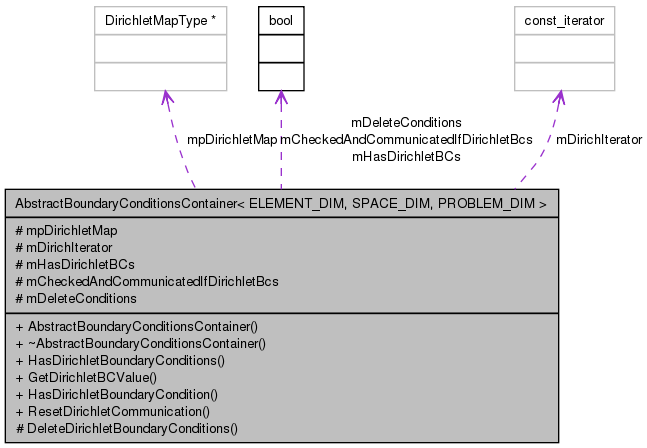 DirichletMapType *
bool
const_iterator
mDeleteConditions
mpDirichletMap
mCheckedAndCommunicatedIfDirichletBcs
mDirichIterator
mHasDirichletBCs
AbstractBoundaryConditionsContainer< ELEMENT_DIM, SPACE_DIM, PROBLEM_DIM >
# mpDirichletMap
# mDirichIterator
# mHasDirichletBCs
# mCheckedAndCommunicatedIfDirichletBcs
# mDeleteConditions
+ AbstractBoundaryConditionsContainer()
+ ~AbstractBoundaryConditionsContainer()
+ HasDirichletBoundaryConditions()
+ GetDirichletBCValue()
+ HasDirichletBoundaryCondition()
+ ResetDirichletCommunication()
# DeleteDirichletBoundaryConditions()